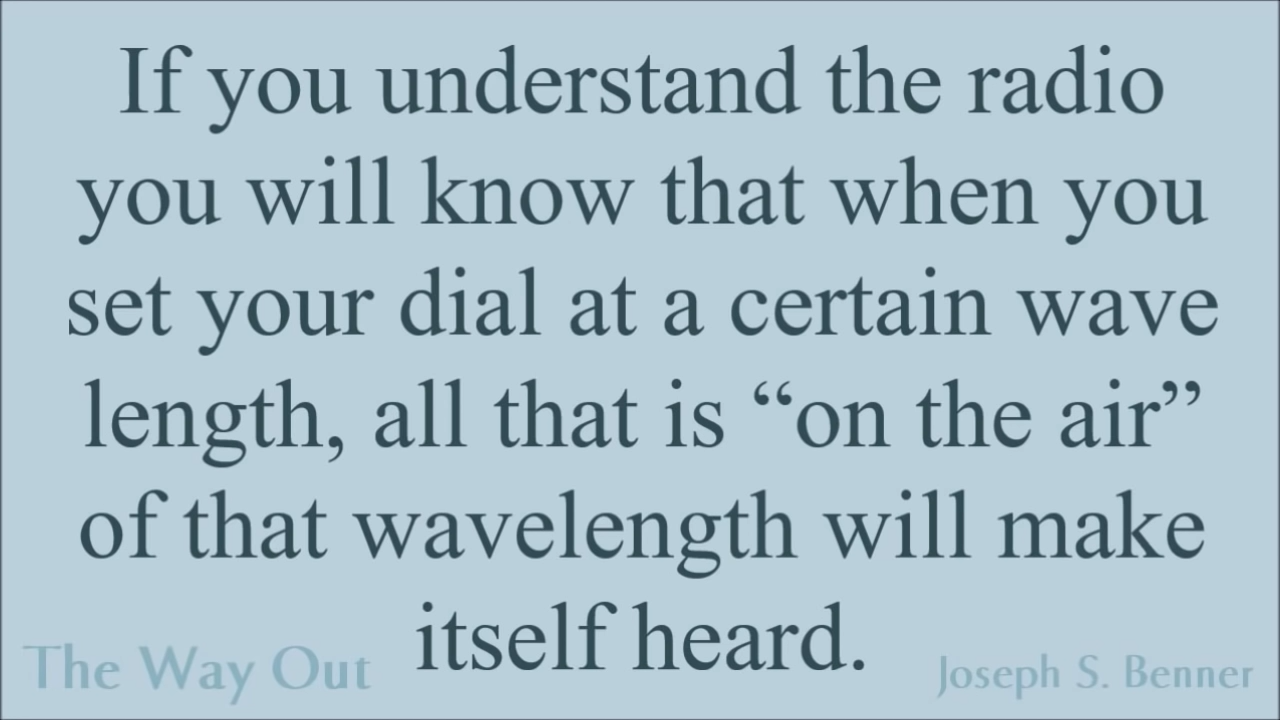 If you understand the radio
you will know that when you
set your dial at a certain wave
length, all that is “on the air”
of that wavelength will make
itself heard.
The Way Out
Joseph S. Benner